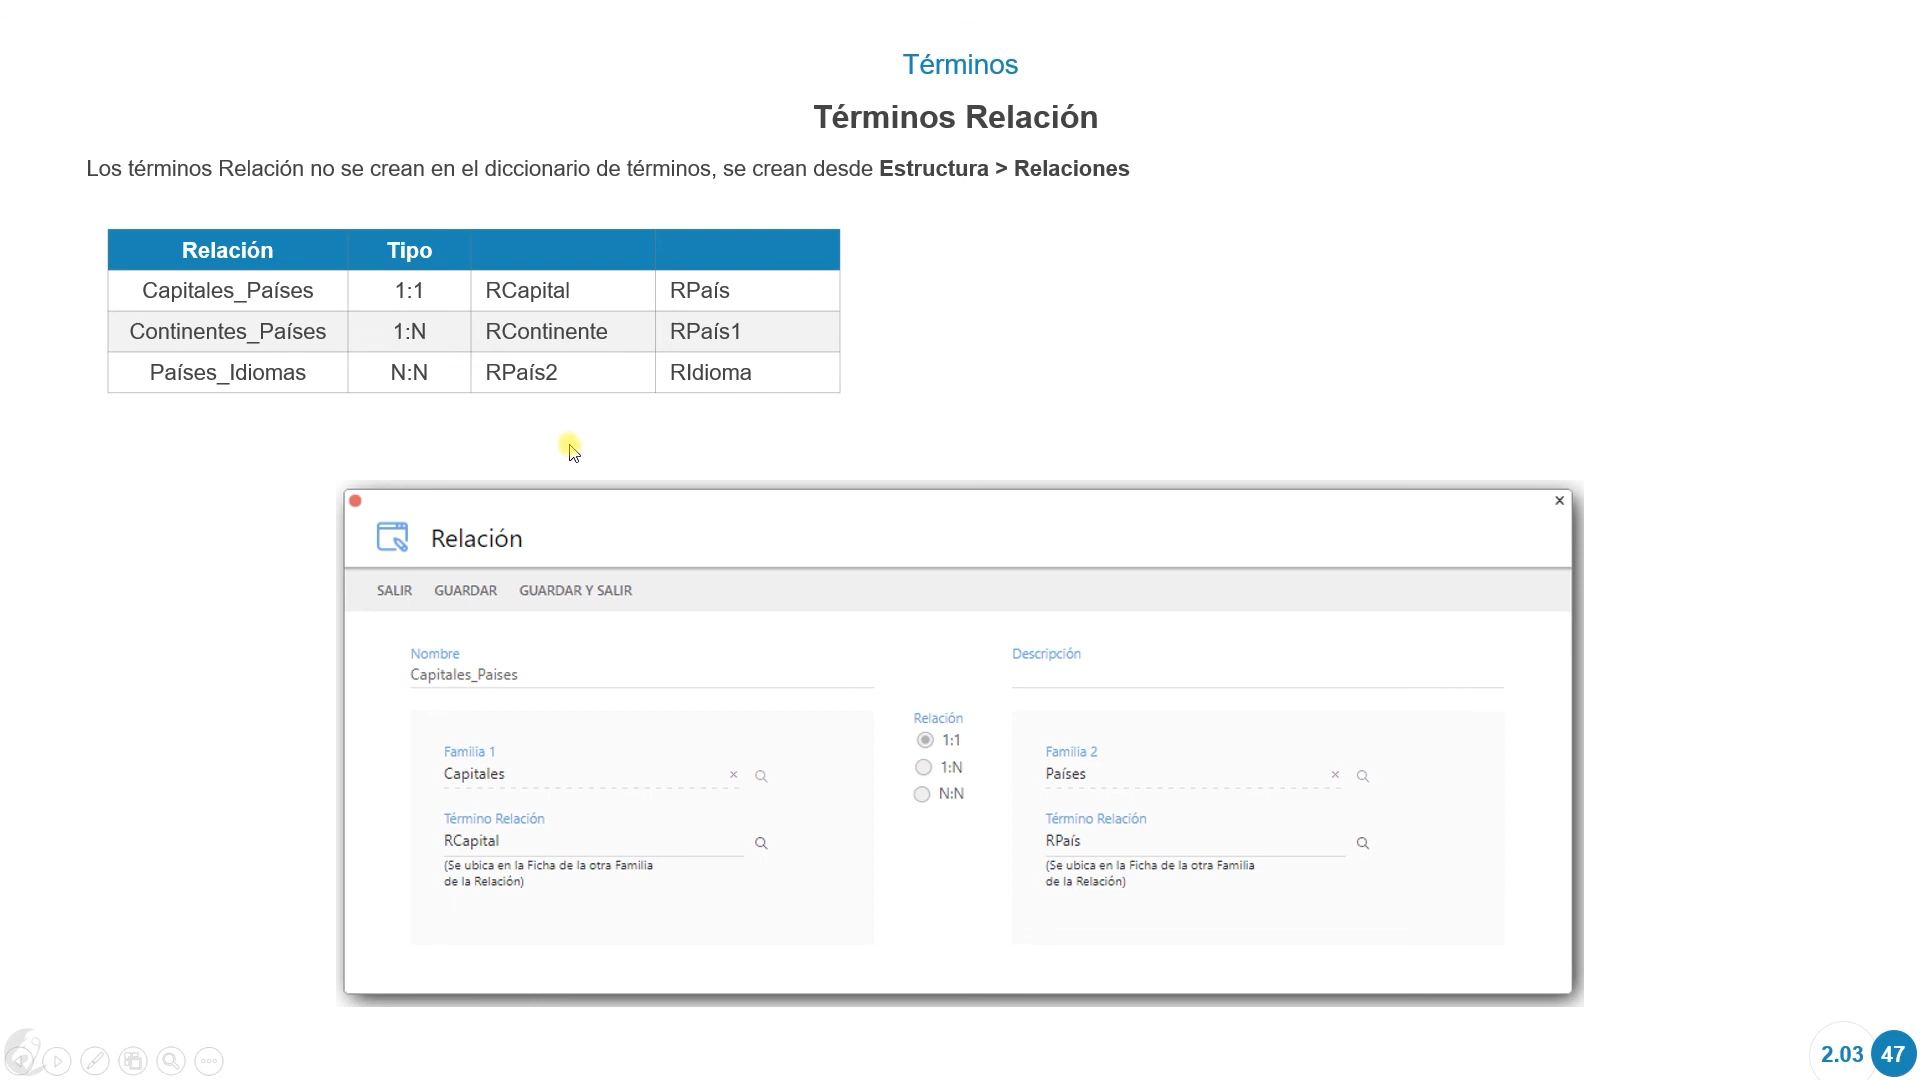 Términos
Términos Relación
Los términos Relación no se crean en el diccionario de términos, se crean desde Estructura > Relaciones
Relación Tipo
Capitales_Países 1:1 RCapital RPaís
Continentes_Países 1:N RContinente RPaís1
Países_Idiomas N:N RPaís2 RIdioma
Relación
SALIR GUARDAR GUARDAR Y SALIR
Nombre
Capitales_Paises
Descripción
Familia 1
Capitales
Término Relación
RCapital
(Se ubica en la Ficha de la otra Familia
de la Relación)
Relación
1:1
1:N
N:N
Familia 2
Países
Término Relación
RPaís
(Se ubica en la Ficha de la otra Familia
de la Relación)
2.03 47